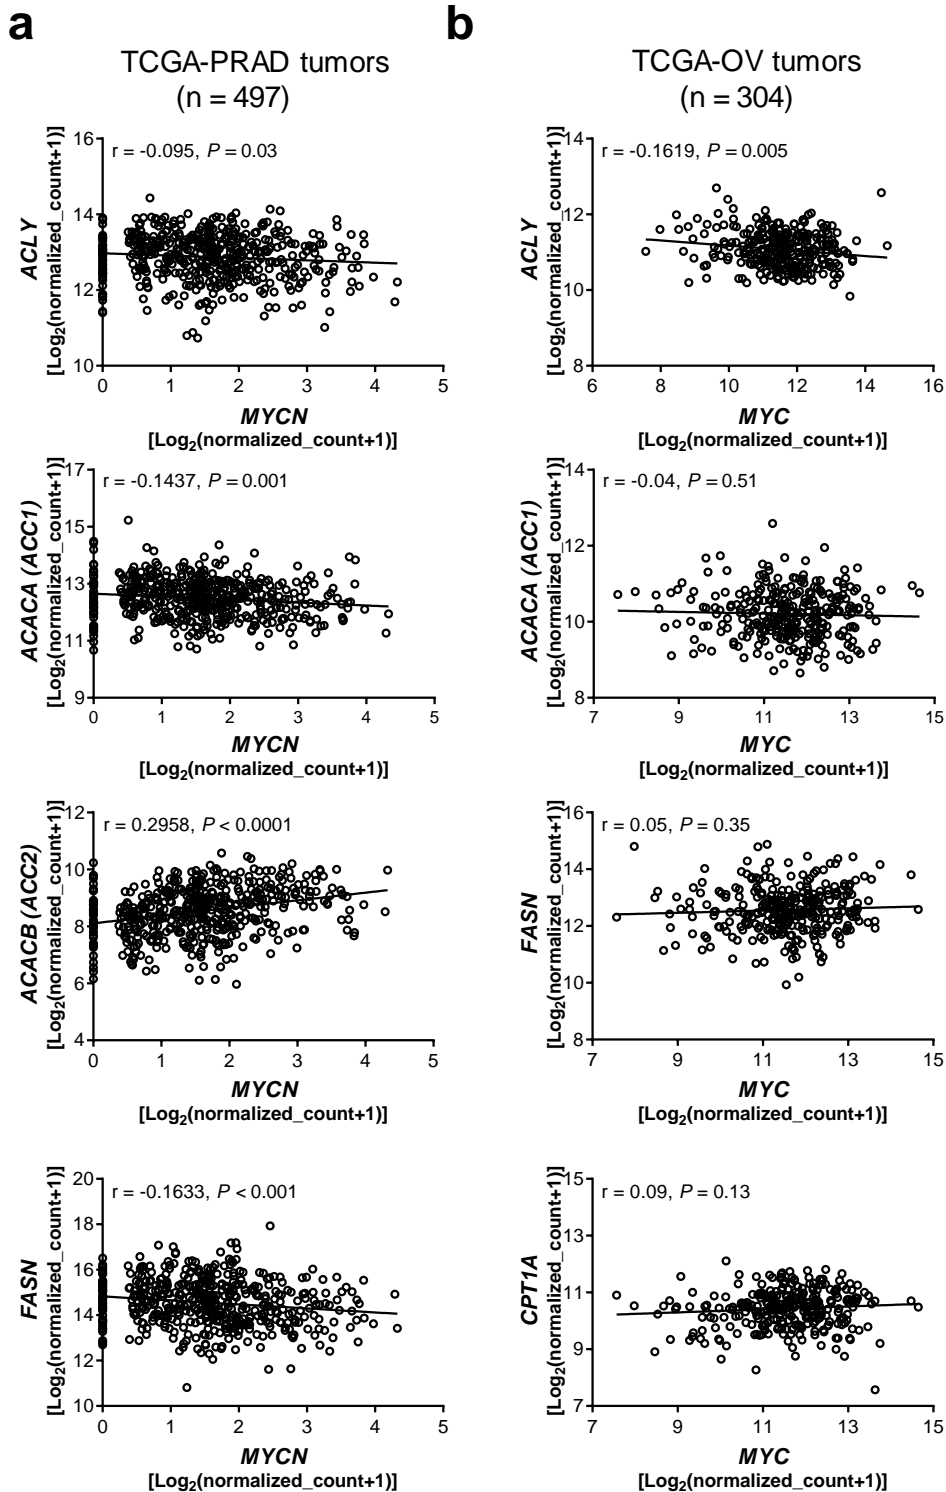 a
TCGA-PRAD tumors
(n = 497)
ACLY
[Log2(normalized_count+1)]
16
14
12
10
r = -0.095, P = 0.03
0 1 2 3 4 5
MYCN
[Log2(normalized_count+1)]
ACACA (ACC1)
[Log2(normalized_count+1)]
17
15
13
11
9
r = -0.1437, P = 0.001
0 1 2 3 4 5
MYCN
[Log2(normalized_count+1)]
ACACB (ACC2)
[Log2(normalized_count+1)]
12
10
8
6
4
r = 0.2958, P < 0.0001
0 1 2 3 4 5
MYCN
[Log2(normalized_count+1)]
FASN
[Log2(normalized_count+1)]
20
18
16
14
12
10
r = -0.1633, P < 0.001
0 1 2 3 4 5
MYCN
[Log2(normalized_count+1)]
b
TCGA-OV tumors
(n = 304)
ACLY
[Log2(normalized_count+1)]
14
12
10
8
r = -0.1619, P = 0.005
6 8 10 12 14 16
MYC
[Log2(normalized_count+1)]
ACACA (ACC1)
[Log2(normalized_count+1)]
14
12
10
8
r = -0.04, P = 0.51
7 9 11 13 15
MYC
[Log2(normalized_count+1)]
FASN
[Log2(normalized_count+1)]
16
14
12
10
8
r = 0.05, P = 0.35
7 9 11 13 15
MYC
[Log2(normalized_count+1)]
CPT1A
[Log2(normalized_count+1)]
15
13
11
9
7
r = 0.09, P = 0.13
7 9 11 13 15
MYC
[Log2(normalized_count+1)]